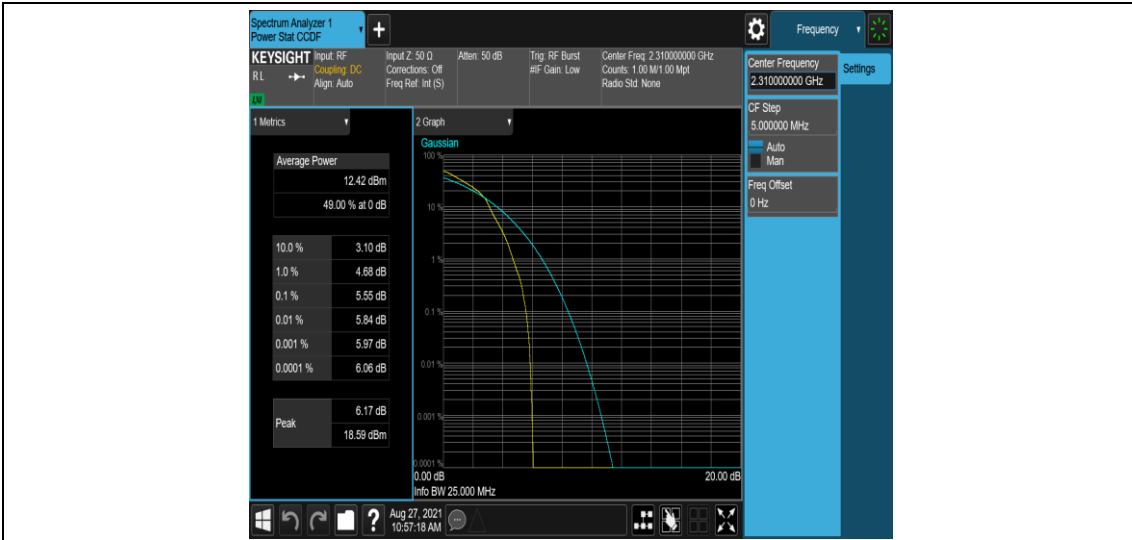 Spectrum Analyzer 1
Power Stat CCDF
+
Frequency
KEYSIGHT
R L
LXI
Input: RF
Coupling: DC
Align: Auto
Input Z: 50 Ω
Corrections: Off
Freq Ref: Int (S)
Atten: 50 dB
Trig: RF Burst
#IF Gain: Low
Center Freq: 2.310000000 GHz
Counts: 1.00 M/1.00 Mpt
Radio Std: None
Center Frequency
2.310000000 GHz
Settings
CF Step
5.000000 MHz
Auto
Man
Freq Offset
0 Hz
1 Metrics
Average Power
12.42 dBm
49.00 % at 0 dB
10.0 % 3.10 dB
1.0 % 4.68 dB
0.1 % 5.55 dB
0.01 % 5.84 dB
0.001 % 5.97 dB
0.0001 % 6.06 dB
Peak
6.17 dB
18.59 dBm
2 Graph
Gaussian
100 %
10 %
1 %
0.1 %
0.01 %
0.001 %
0.0001 %
0.00 dB 20.00 dB
Info BW 25.000 MHz
?
Aug 27, 2021
10:57:18 AM